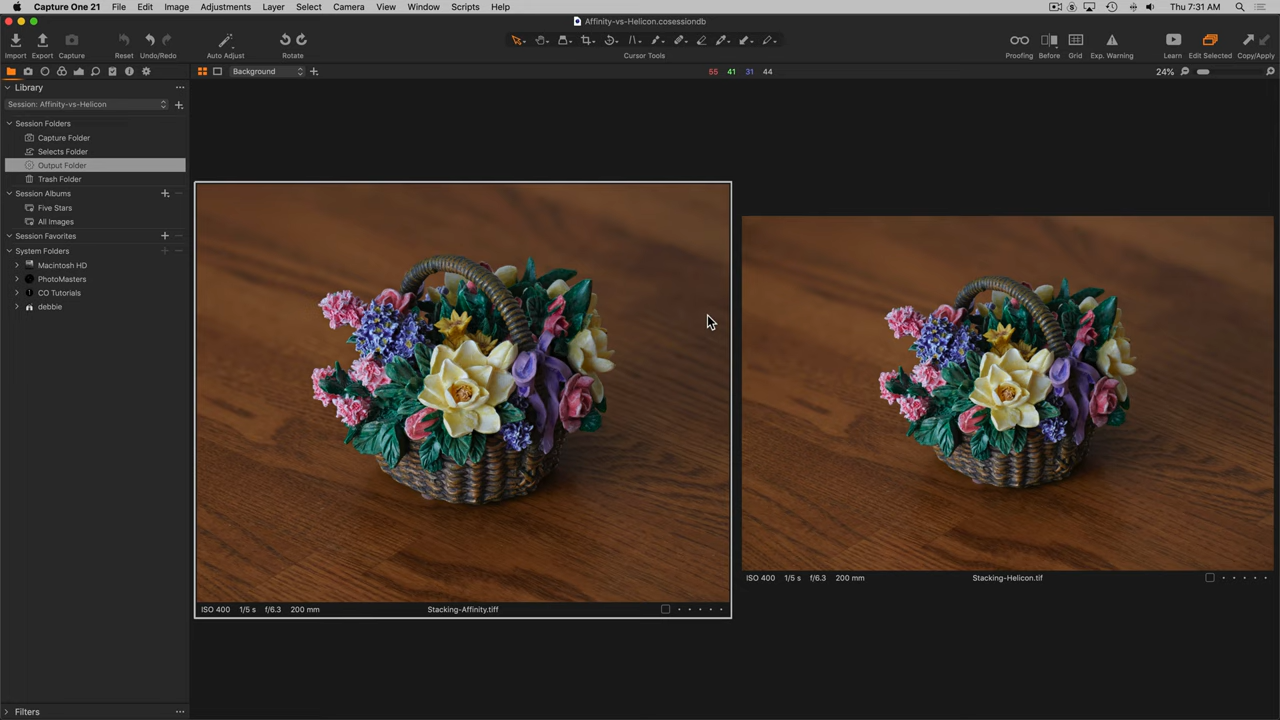 Capture One 21 File Edit Image Adjustments Layer Select Camera View Window Scripts Help Thu 7:31 AM
Affinity-vs-Helicon.cosessiondb
Import Export Capture Reset Undo/Redo Auto Adjust Rotate Cursor Tools Proofing Before Grid Exp. Warning Learn Edit Selected Copy/Apply
Background 55 41 31 44 24%
Library
Session: Affinity-vs-Helicon
Session Folders
Capture Folder
Selects Folder
Output Folder
Trash Folder
Session Albums
Five Stars
All Images
Session Favorites
System Folders
Macintosh HD
PhotoMasters
CO Tutorials
debbie
ISO 400 1/5 s f/6.3 200 mm Stacking-Helicon.tif
ISO 400 1/5 s f/6.3 200 mm Stacking-Affinity.tiff
Filters